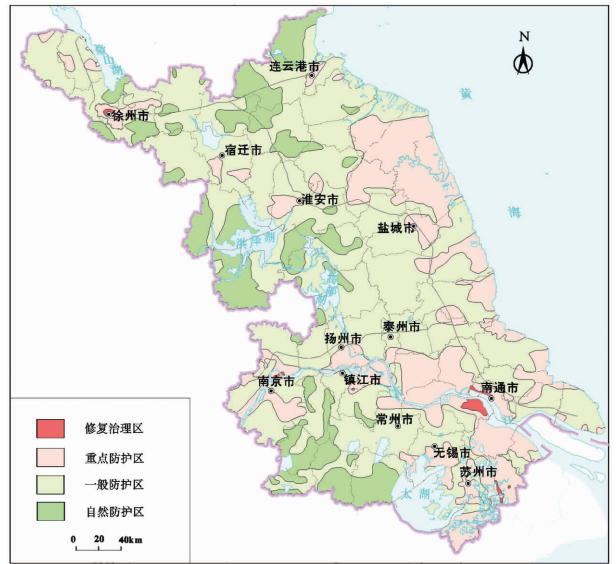 N
微山湖
连云港市
徐州市
黄
宿迁市
海
淮安市
盐城市
洪泽湖
泰州市
扬州市
镇江市
南京市
南通市
常州市
无锡市
苏州市
太湖
修复治理区
重点防护区
一般防护区
自然防护区
0 20 40km